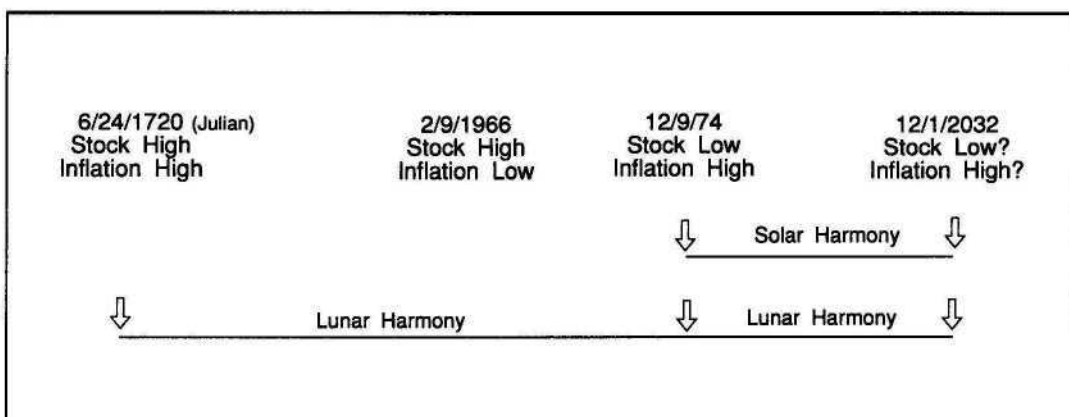 6/24/1720 (Julian)
Stock High
Inflation High
2/9/1966
Stock High
Inflation Low
12/9/74
Stock Low
Inflation High
12/1/2032
Stock Low?
Inflation High?
Solar Harmony
Lunar Harmony
Lunar Harmony